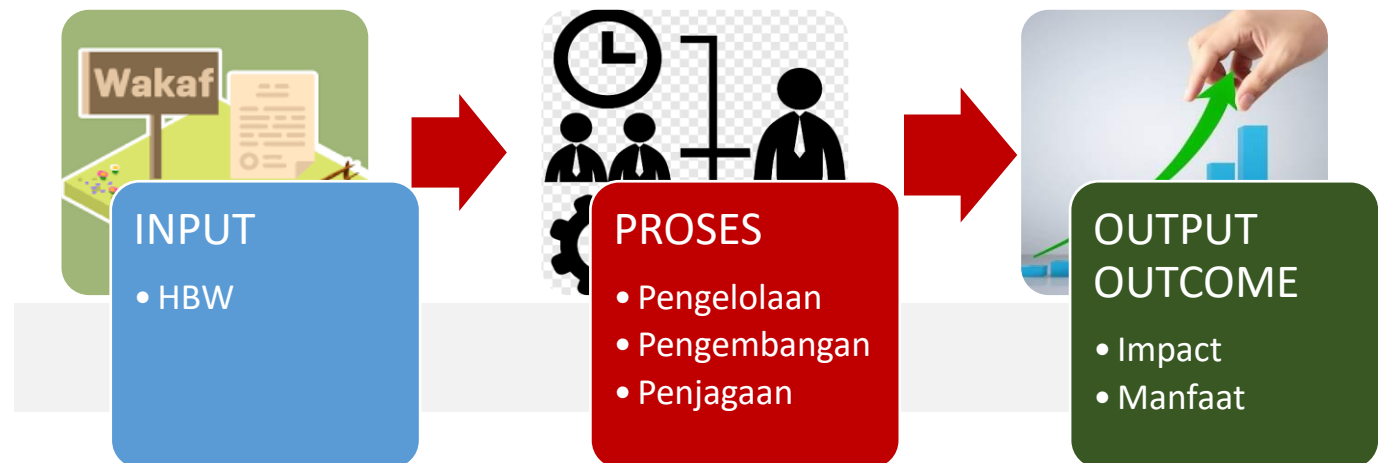 Wakaf
INPUT
• HBW
PROSES
• Pengelolaan
• Pengembangan
• Penjagaan
OUTPUT
OUTCOME
• Impact
• Manfaat